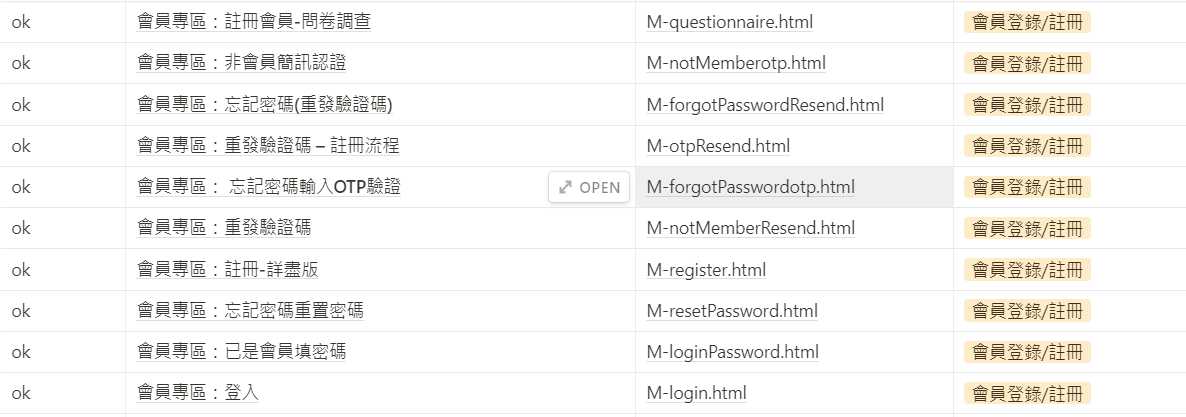 ok 會員專區：註冊會員-問卷調查 M-questionnaire.html 會員登錄/註冊
ok 會員專區：非會員簡訊認證 M-notMemberotp.html 會員登錄/註冊
ok 會員專區：忘記密碼(重發驗證碼) M-forgotPasswordResend.html 會員登錄/註冊
ok 會員專區：重發驗證碼 – 註冊流程 M-otpResend.html 會員登錄/註冊
ok 會員專區： 忘記密碼輸入OTP驗證 OPEN M-forgotPasswordotp.html 會員登錄/註冊
ok 會員專區：重發驗證碼 M-notMemberResend.html 會員登錄/註冊
ok 會員專區：註冊-詳盡版 M-register.html 會員登錄/註冊
ok 會員專區：忘記密碼重置密碼 M-resetPassword.html 會員登錄/註冊
ok 會員專區：已是會員填密碼 M-loginPassword.html 會員登錄/註冊
ok 會員專區：登入 M-login.html 會員登錄/註冊